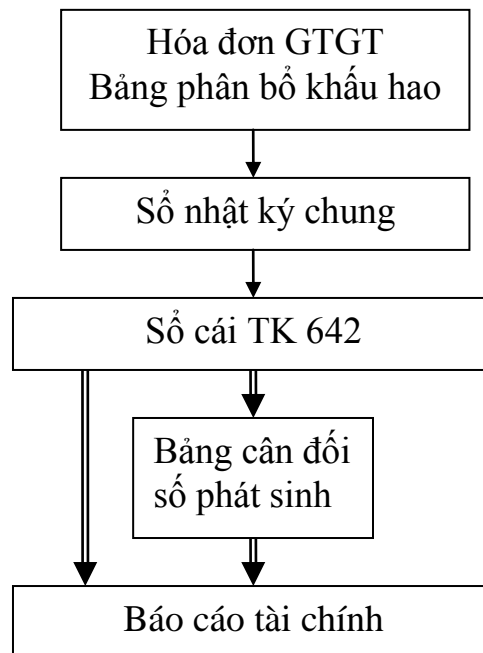 Hóa đơn GTGT
Bảng phân bổ khấu hao
Sổ nhật ký chung
Sổ cái TK 642
Bảng cân đối
số phát sinh
Báo cáo tài chính